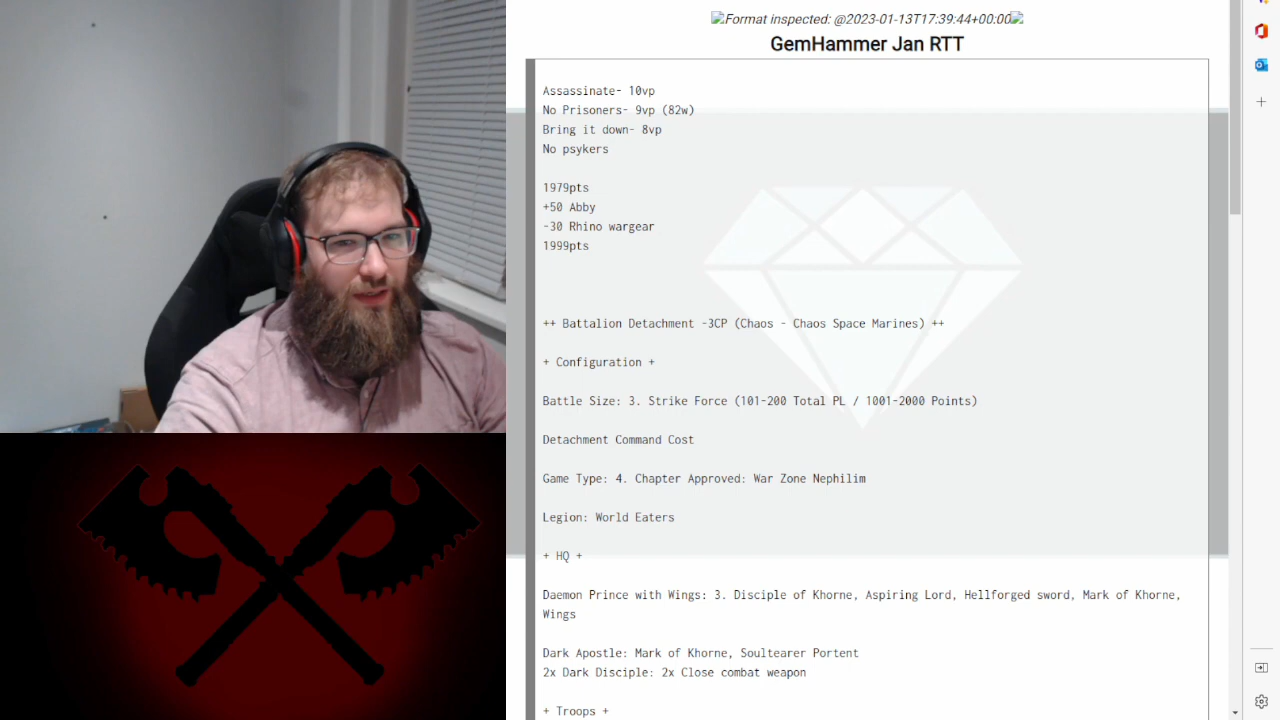 Format inspected: @2023-01-13T17:39:44+00:00
GemHammer Jan RTT
Assassinate- 10vp
No Prisoners- 9vp (82w)
Bring it down- 8vp
No psykers
1979pts
+50 Abby
-30 Rhino wargear
1999pts
++ Battalion Detachment -3CP (Chaos - Chaos Space Marines) ++
+ Configuration +
Battle Size: 3. Strike Force (101-200 Total PL / 1001-2000 Points)
Detachment Command Cost
Game Type: 4. Chapter Approved: War Zone Nephilim
Legion: World Eaters
+ HQ +
Daemon Prince with Wings: 3. Disciple of Khorne, Aspiring Lord, Hellforged sword, Mark of Khorne,
Wings
Dark Apostle: Mark of Khorne, Soultearer Portent
2x Dark Disciple: 2x Close combat weapon
+ Troops +